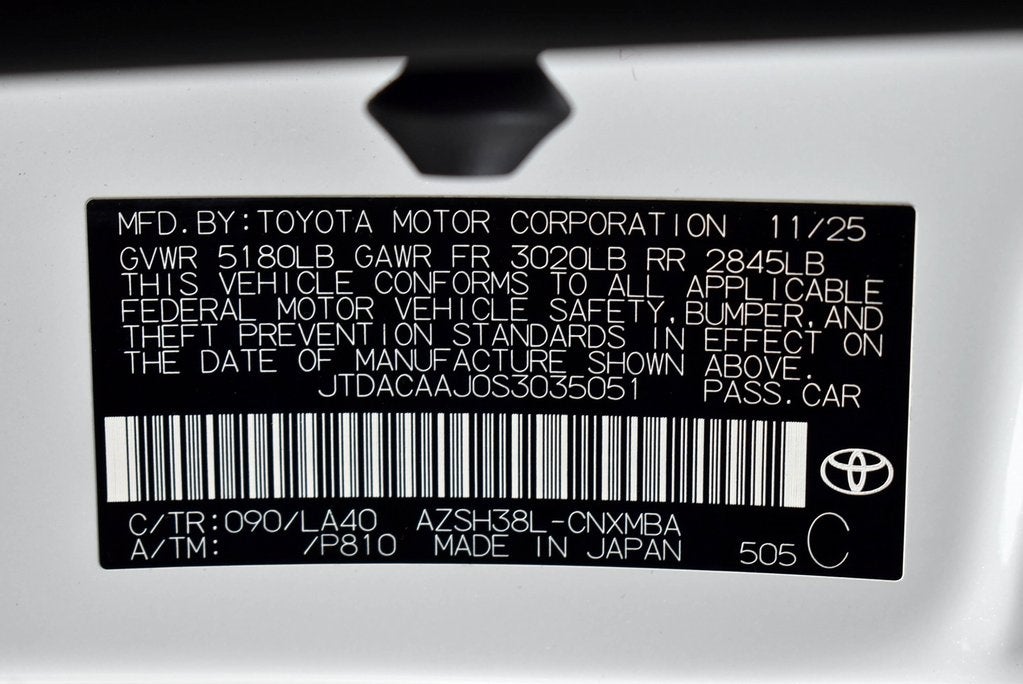 MFD.BY:TOYOTA MOTOR CORPORATION 11/25
GVWR 5180LB GAWR FR 3020LB RR 2845LB
THIS VEHICLE CONFORMS TO ALL APPLICABLE
FEDERAL MOTOR VEHICLE SAFETY,BUMPER,AND
THEFT PREVENTION STANDARDS IN EFFECT ON
THE DATE OF MANUFACTURE SHOWN ABOVE.
JTDACAAJ0S3035051 PASS.CAR
C/TR:090/LA40 AZSH38L-CNXMBA
A/TM: /P810 MADE IN JAPAN 505 C